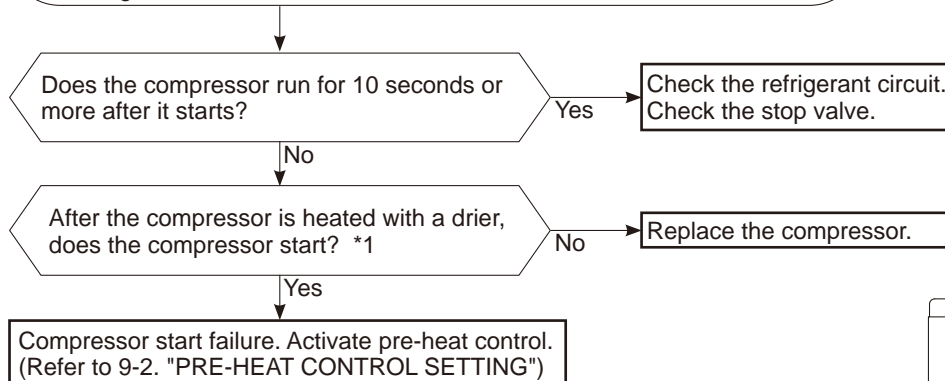 Does the compressor run for 10 seconds or
more after it starts?
Yes
Check the refrigerant circuit.
Check the stop valve.
No
After the compressor is heated with a drier,
does the compressor start? *1
No
Replace the compressor.
Yes
Compressor start failure. Activate pre-heat control.
(Refer to 9-2. "PRE-HEAT CONTROL SETTING")